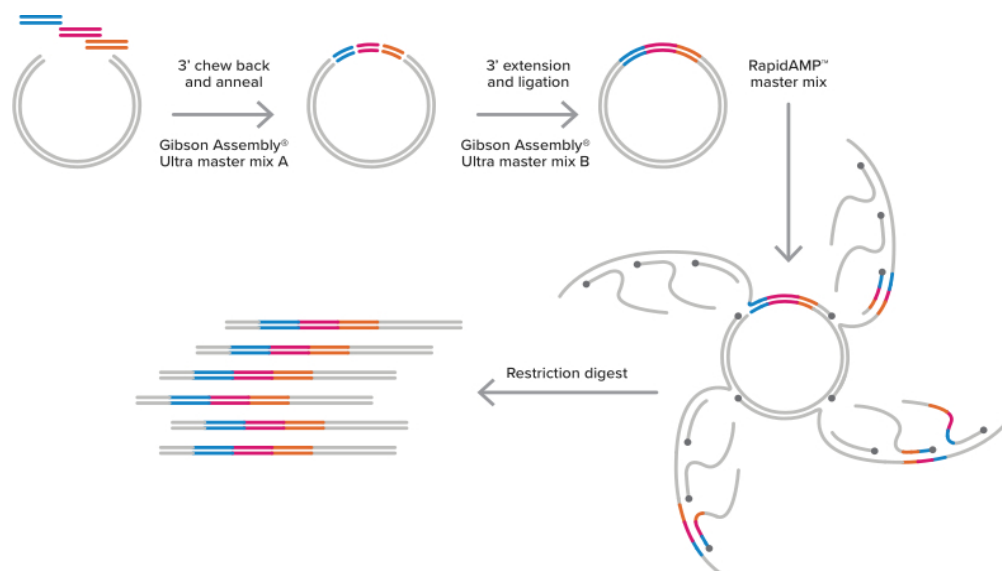 3’ chew back
and anneal
Gibson Assembly®
Ultra master mix A
3’ extension
and ligation
Gibson Assembly®
Ultra master mix B
RapidAMP™
master mix
Restriction digest